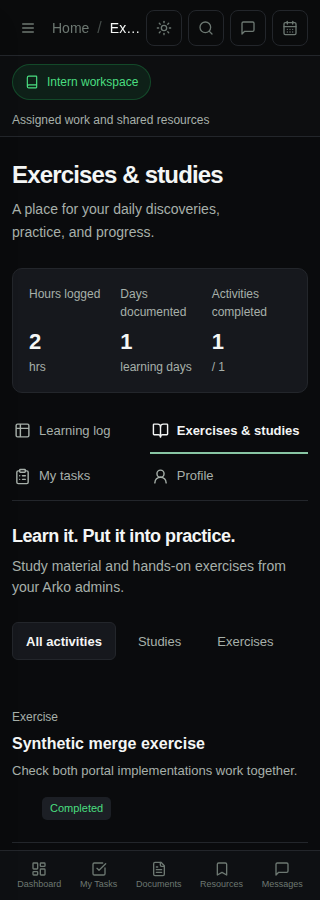 Home / Ex...
Intern workspace
Assigned work and shared resources
Exercises & studies
A place for your daily discoveries,
practice, and progress.
Hours logged
2
hrs
Days
documented
1
learning days
Activities
completed
1
/ 1
Learning log
Exercises & studies
My tasks
Profile
Learn it. Put it into practice.
Study material and hands-on exercises from
your Arko admins.
All activities
Studies
Exercises
Exercise
Synthetic merge exercise
Check both portal implementations work together.
Completed
Dashboard
My Tasks
Documents
Resources
Messages